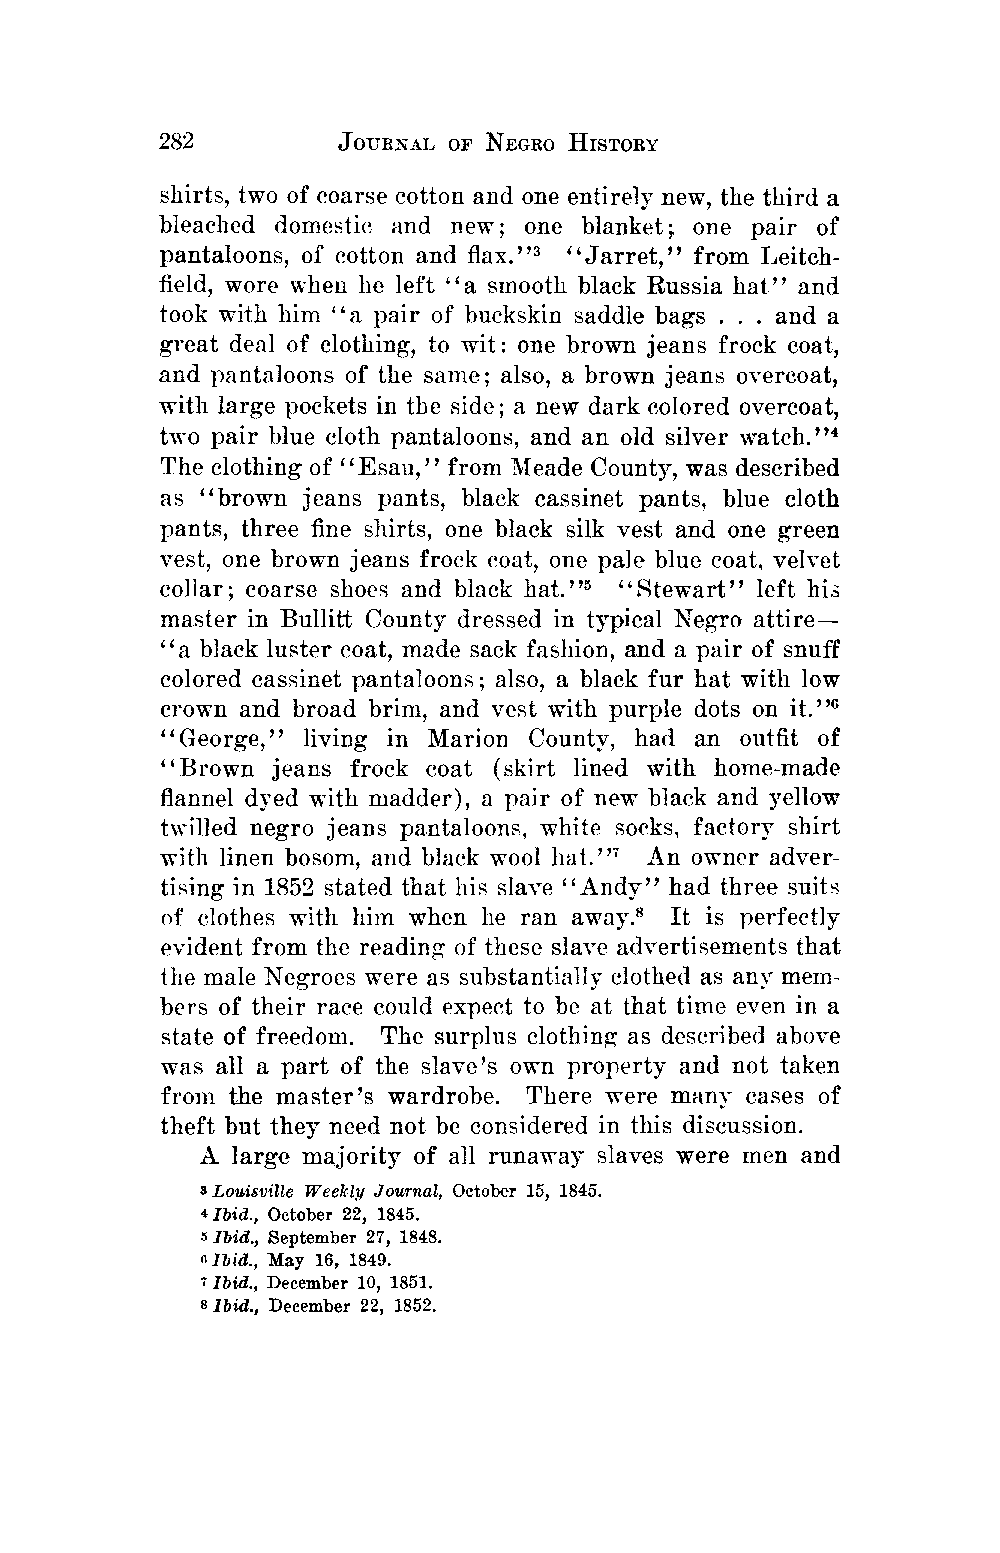 282 JOURNAL OF NEGRO HISTORY
shirts, two of coarse cotton and one entirely new, the third a
bleached domestic and new; one blanket; one pair of
pantaloons, of cotton and flax.''3 ‘‘Jarret,’’ from Leitch-
field, wore when he left ‘‘a smooth black Russia hat’’ and
took with him ‘‘a pair of buckskin saddle bags . . . and a
great deal of clothing, to wit: one brown jeans frock coat,
and pantaloons of the same; also, a brown jeans overcoat,
with large pockets in the side; a new dark colored overcoat,
two pair blue cloth pantaloons, and an old silver watch.’’4
The clothing of ‘‘Esau,’’ from Meade County, was described
as ‘‘brown jeans pants, black cassinet pants, blue cloth
pants, three fine shirts, one black silk vest and one green
vest, one brown jeans frock coat, one pale blue coat, velvet
collar; coarse shoes and black hat.’’5 ‘‘Stewart’’ left his
master in Bullitt County dressed in typical Negro attire—
‘‘a black luster coat, made sack fashion, and a pair of snuff
colored cassinet pantaloons; also, a black fur hat with low
crown and broad brim, and vest with purple dots on it.’’6
‘‘George,’’ living in Marion County, had an outfit of
‘‘Brown jeans frock coat (skirt lined with home-made
flannel dyed with madder), a pair of new black and yellow
twilled negro jeans pantaloons, white socks, factory shirt
with linen bosom, and black wool hat.’’7 An owner adver-
tising in 1852 stated that his slave ‘‘Andy’’ had three suits
of clothes with him when he ran away.8 It is perfectly
evident from the reading of these slave advertisements that
the male Negroes were as substantially clothed as any mem-
bers of their race could expect to be at that time even in a
state of freedom. The surplus clothing as described above
was all a part of the slave's own property and not taken
from the master's wardrobe. There were many cases of
theft but they need not be considered in this discussion.
A large majority of all runaway slaves were men and
3 Louisville Weekly Journal, October 15, 1845.
4 Ibid., October 22, 1845.
5 Ibid., September 27, 1848.
6 Ibid., May 16, 1849.
7 Ibid., December 10, 1851.
8 Ibid., December 22, 1852.